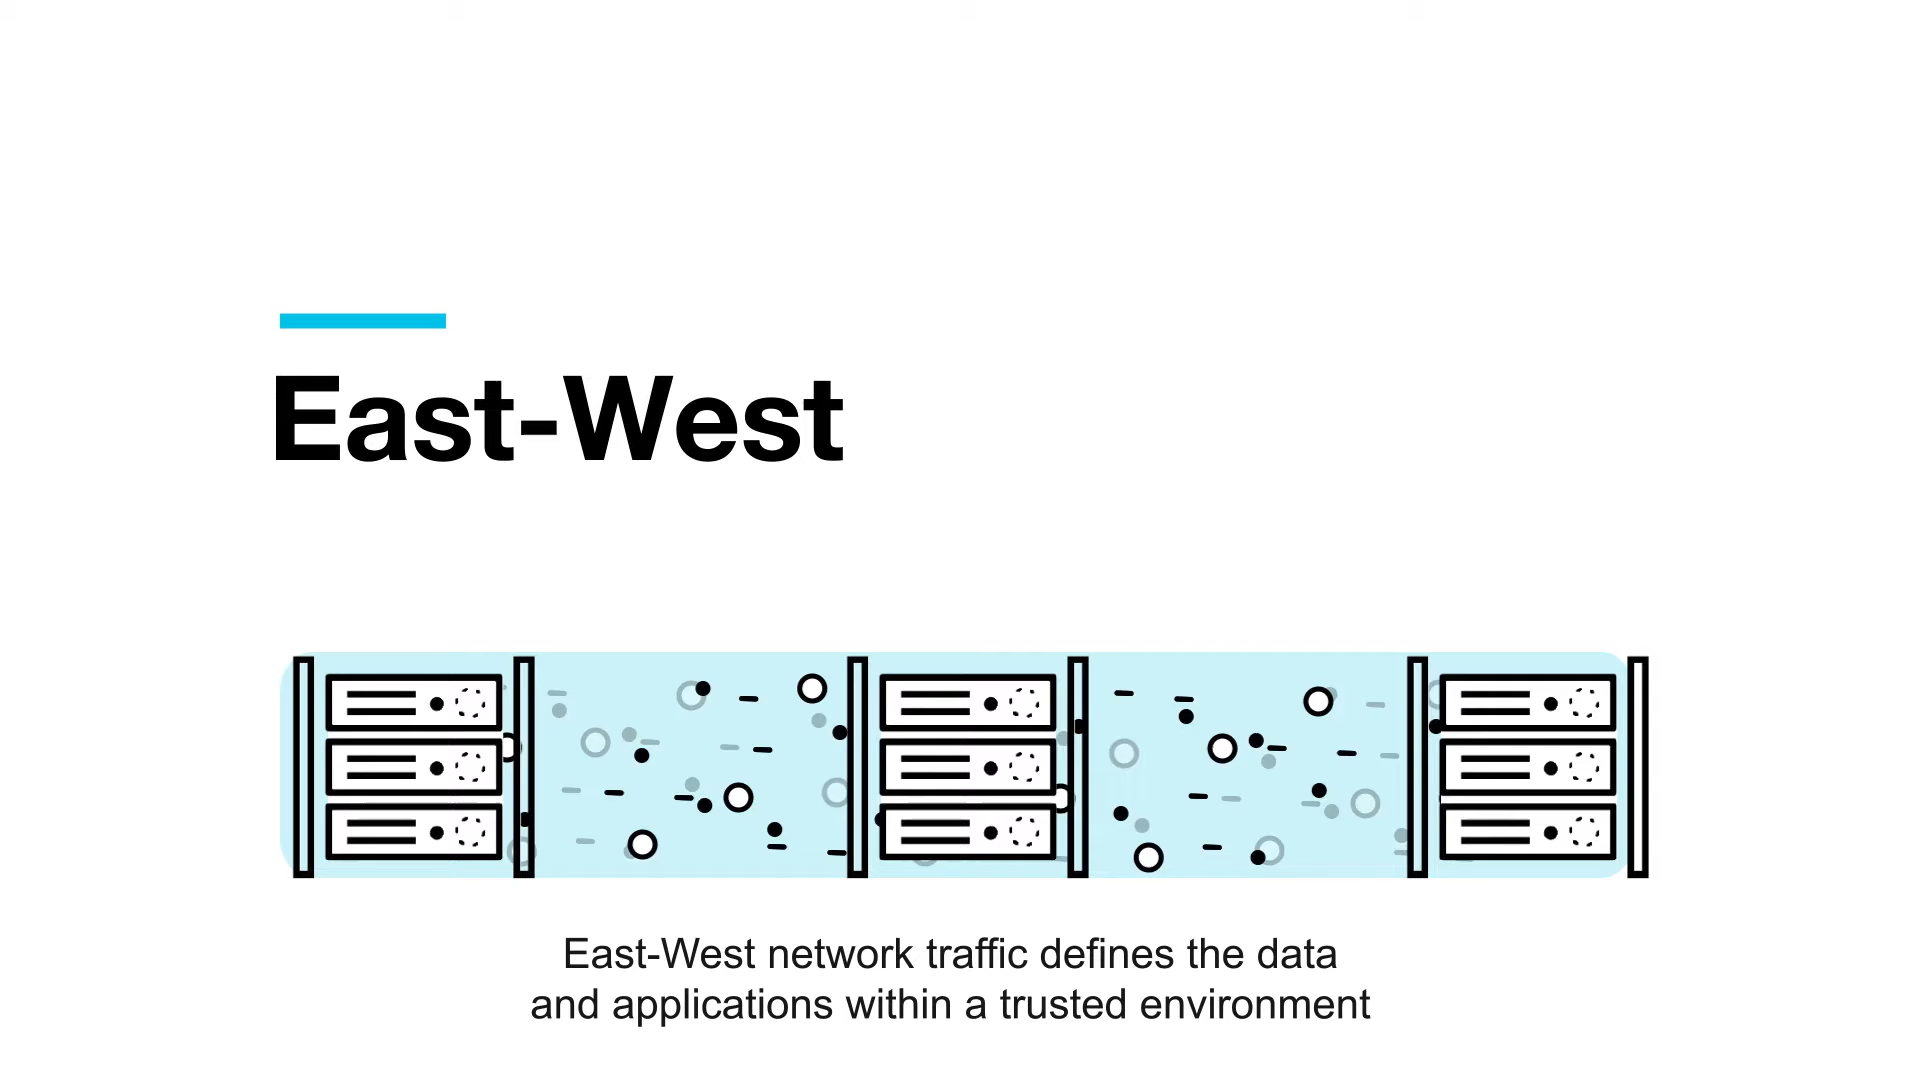 East-West
East-West network traffic defines the data
and applications within a trusted environment